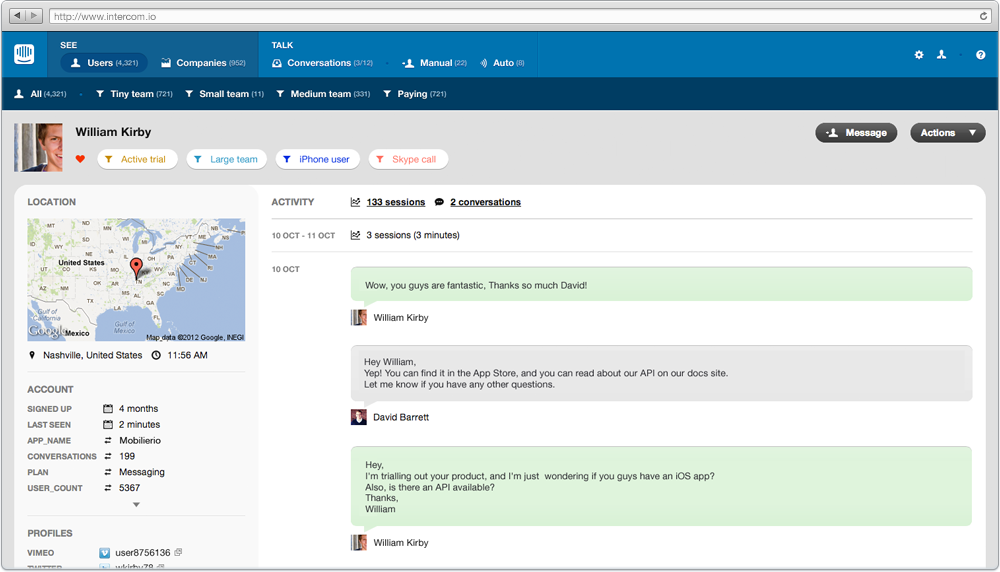 http://www.intercom.io
SEE
Users (4,321)
Companies (952)
TALK
Conversations (3/12)
Manual (22)
Auto (8)
All (4,321)
Tiny team (721)
Small team (11)
Medium team (331)
Paying (721)
William Kirby
Message
Actions
Active trial
Large team
iPhone user
Skype call
LOCATION
United States
Gulf of California
Gulf of Mexico
Mexico
Google
Map data ©2012 Google, INEGI
Nashville, United States
11:56 AM
ACCOUNT
SIGNED UP 4 months
LAST SEEN 2 minutes
APP_NAME Mobilierio
CONVERSATIONS 199
PLAN Messaging
USER_COUNT 5367
PROFILES
VIMEO user8756136
TWITTER wkirby78
ACTIVITY 133 sessions 2 conversations
10 OCT - 11 OCT 3 sessions (3 minutes)
10 OCT
Wow, you guys are fantastic, Thanks so much David!
William Kirby
Hey William,
Yep! You can find it in the App Store, and you can read about our API on our docs site.
Let me know if you have any other questions.
David Barrett
Hey,
I'm trialling out your product, and I'm just wondering if you guys have an iOS app?
Also, is there an API available?
Thanks,
William
William Kirby